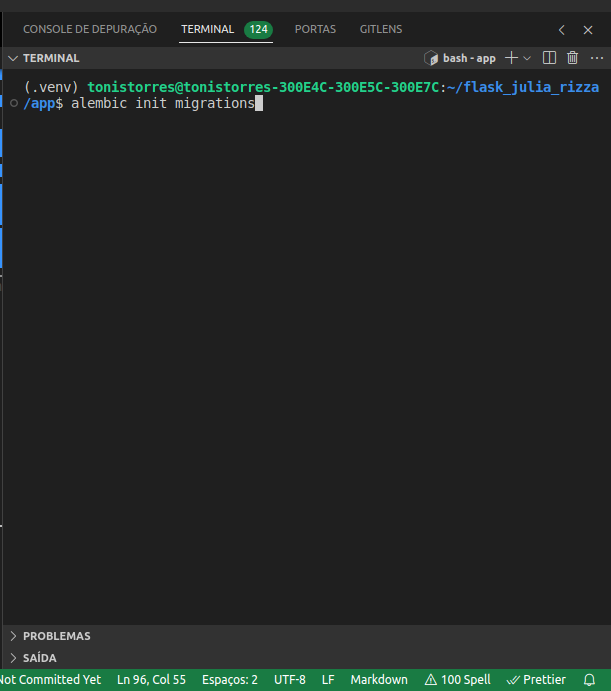 CONSOLE DE DEPURAÇÃO TERMINAL 124 PORTAS GITLENS
TERMINAL bash - app
(.venv) tonistorres@tonistorres-300E4C-300E5C-300E7C:~/flask_julia_rizza
/app$ alembic init migrations
PROBLEMAS
SAÍDA
Not Committed Yet Ln 96, Col 55 Espaços: 2 UTF-8 LF Markdown 100 Spell Prettier